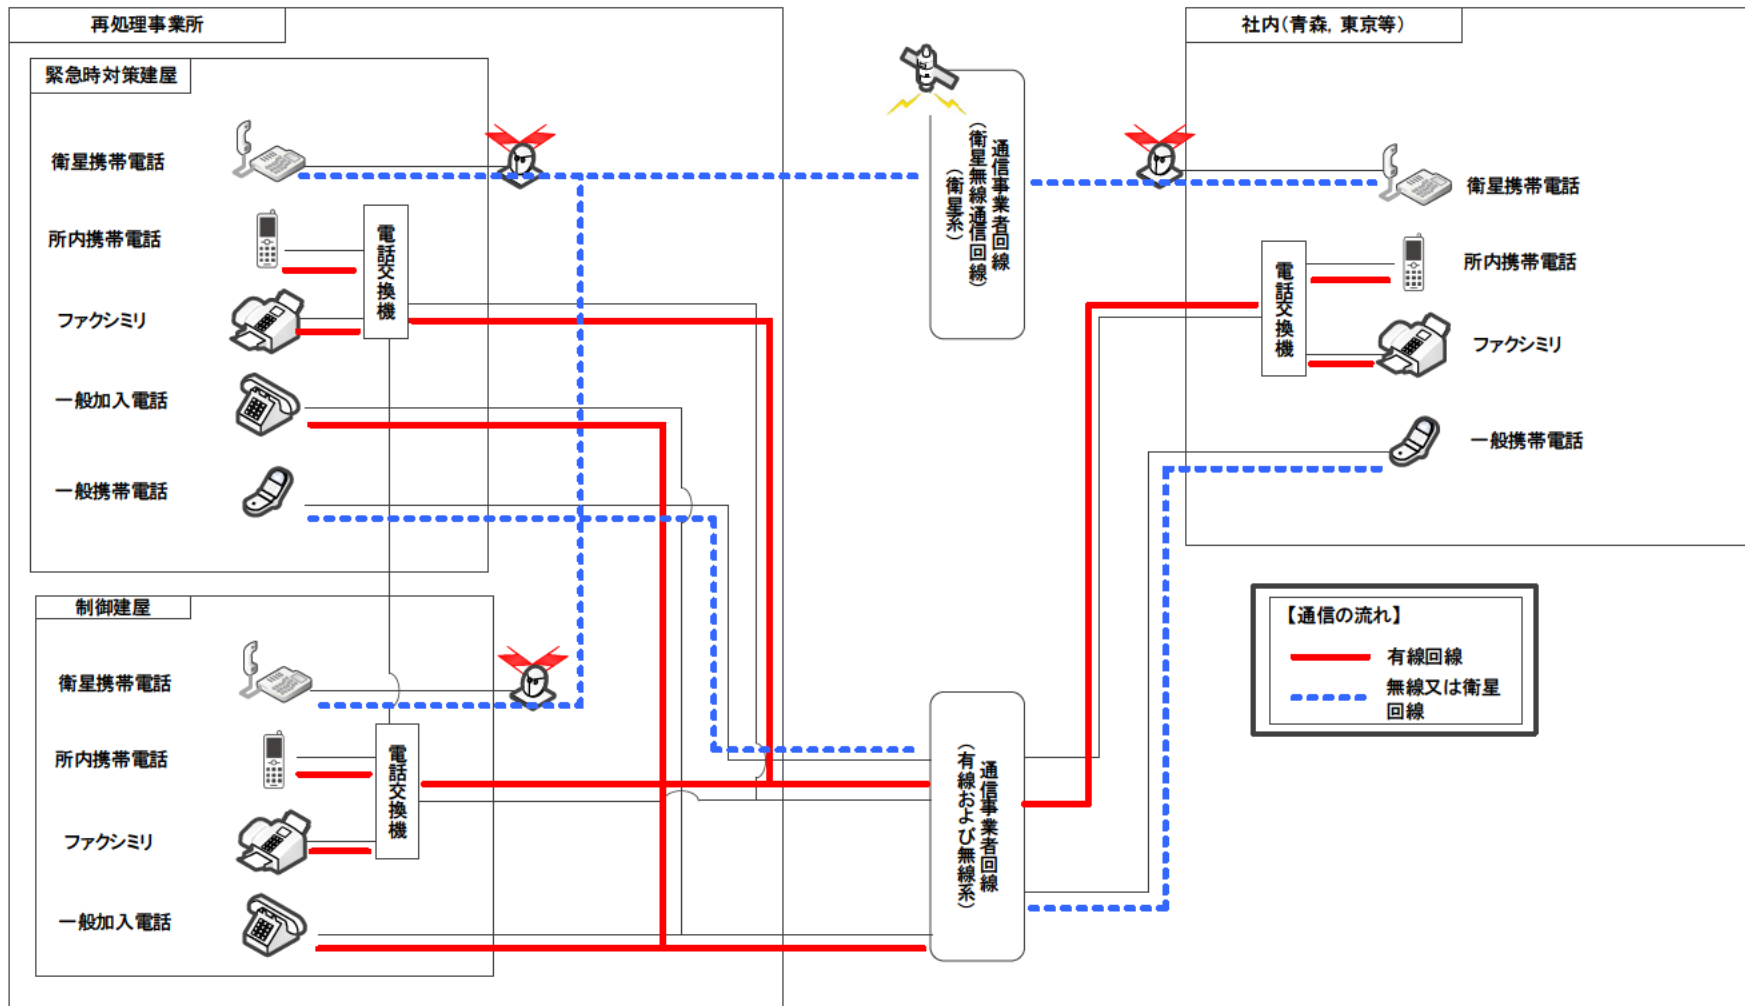 再処理事業所
緊急時対策建屋
衛星携帯電話
所内携帯電話
ファクシミリ
一般加入電話
一般携帯電話
電話交換機
制御建屋
衛星携帯電話
所内携帯電話
ファクシミリ
一般加入電話
電話交換機
通信事業者回線
(衛星無線通信回線)
(衛星系)
通信事業者回線
(有線および無線系)
社内(青森, 東京等)
衛星携帯電話
所内携帯電話
ファクシミリ
一般携帯電話
電話交換機
【通信の流れ】
有線回線
無線又は衛星
回線